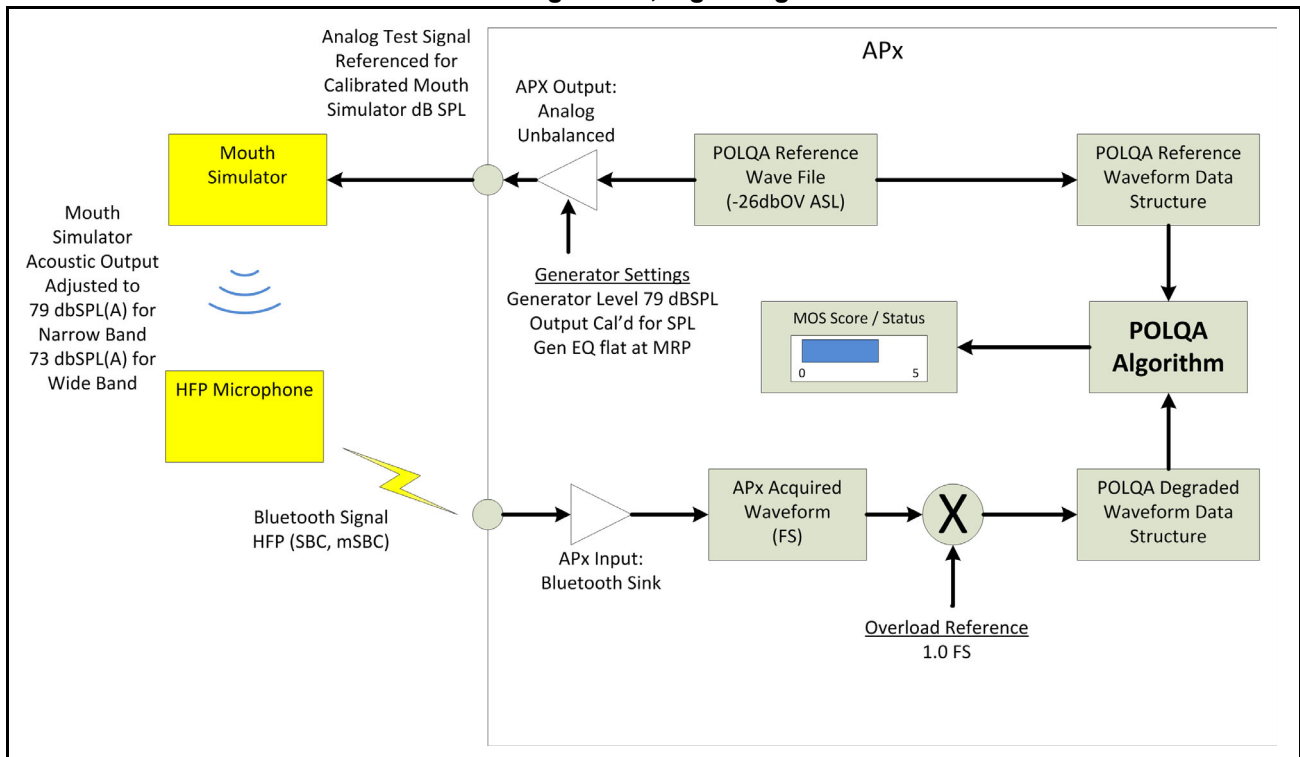 Analog Test Signal
Referenced for
Calibrated Mouth
Simulator dB SPL
APx
APX Output:
Analog
Unbalanced
Mouth
Simulator
POLQA Reference
Wave File
(-26dbOV ASL)
POLQA Reference
Waveform Data
Structure
Mouth
Simulator
Acoustic Output
Adjusted to
79 dbSPL(A) for
Narrow Band
73 dbSPL(A) for
Wide Band
Generator Settings
Generator Level 79 dBSPL
Output Cal’d for SPL
Gen EQ flat at MRP
MOS Score / Status
0 5
POLQA
Algorithm
HFP Microphone
Bluetooth Signal
HFP (SBC, mSBC)
APx Input:
Bluetooth Sink
APx Acquired
Waveform
(FS)
X
POLQA Degraded
Waveform Data
Structure
Overload Reference
1.0 FS